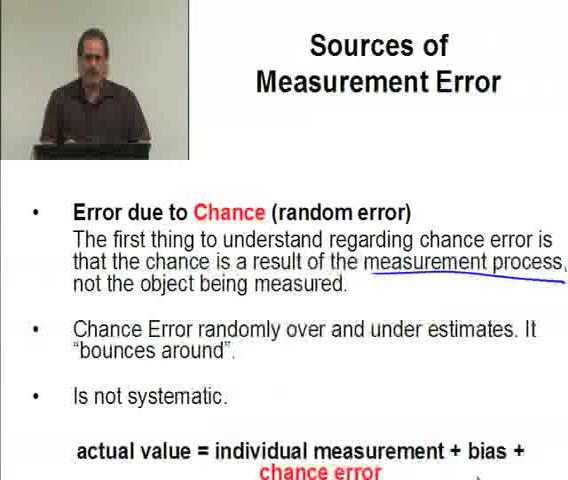 Sources of
Measurement Error
• Error due to Chance (random error)
The first thing to understand regarding chance error is
that the chance is a result of the measurement process,
not the object being measured.
• Chance Error randomly over and under estimates. It
"bounces around".
• Is not systematic.
actual value = individual measurement + bias +
chance error